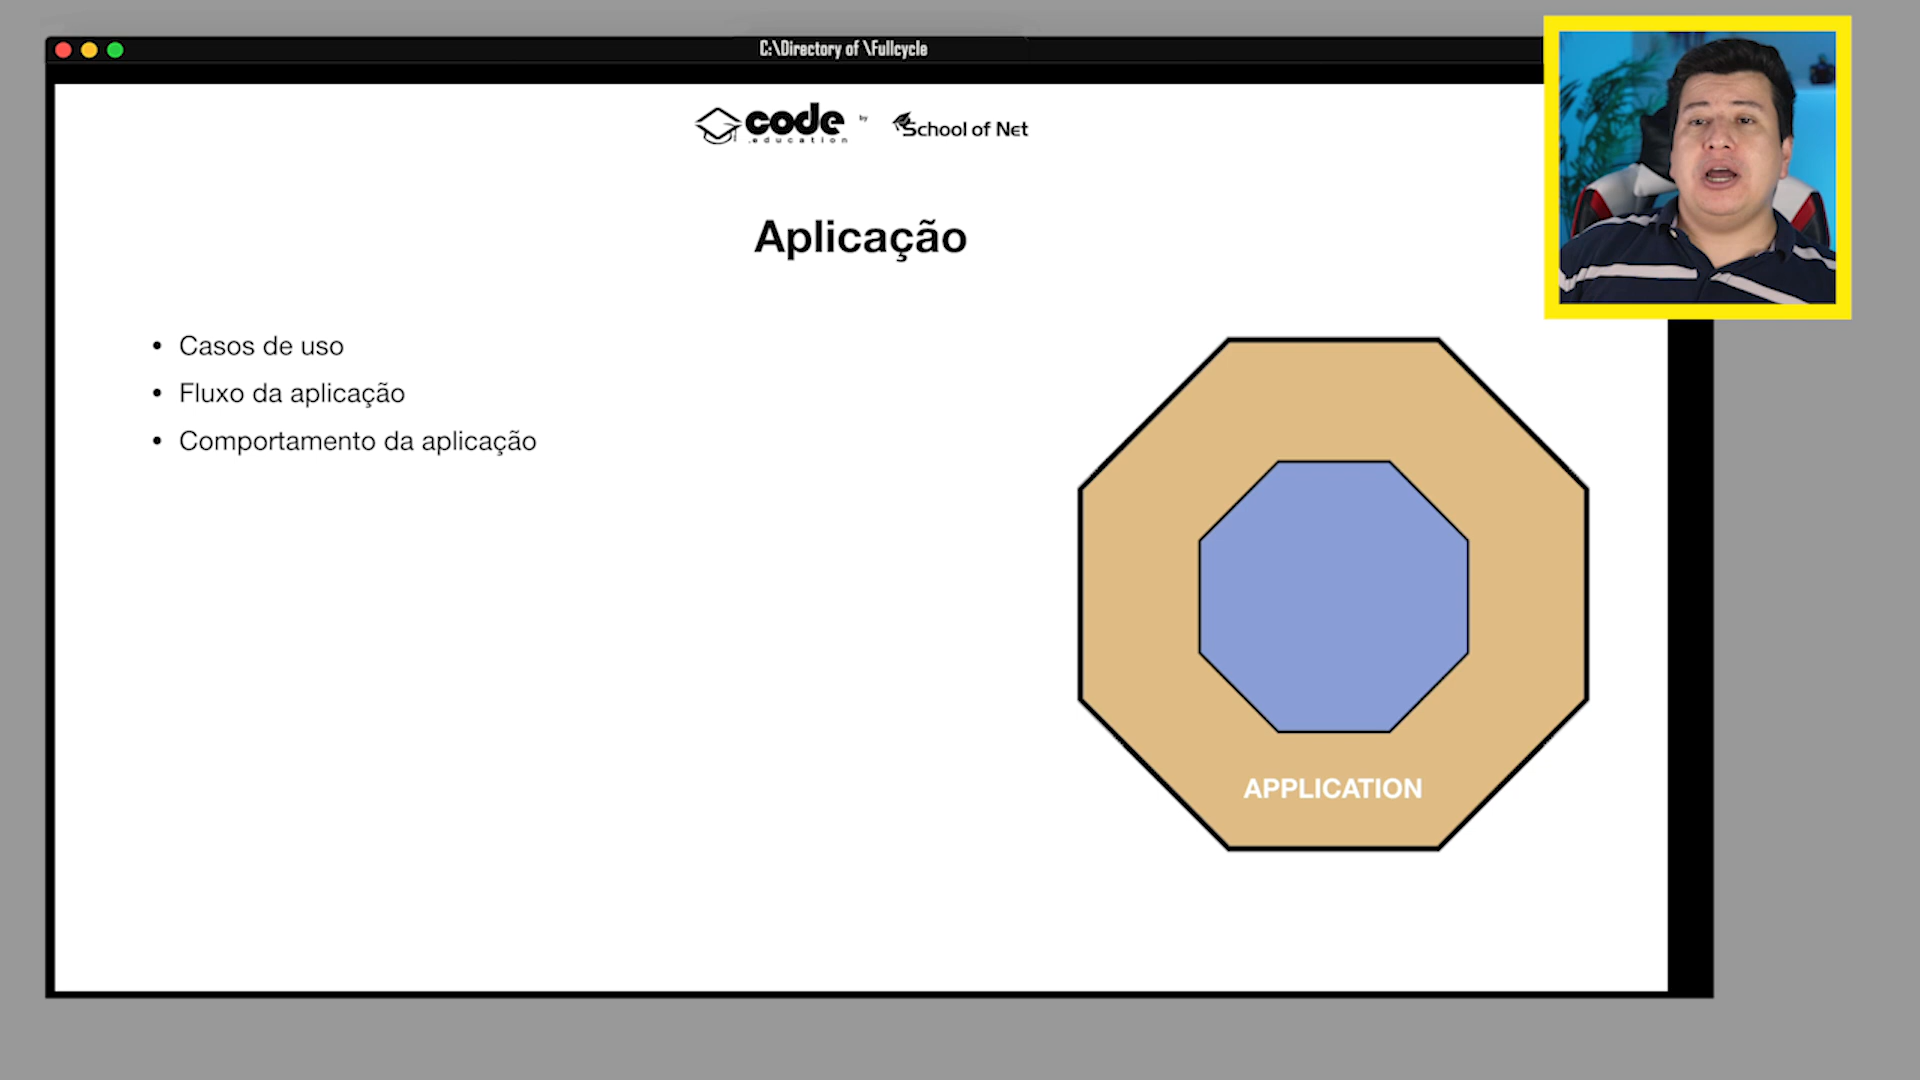 C:\Directory of \Fullcycle
code by School of Net
.education
Aplicação
• Casos de uso
• Fluxo da aplicação
• Comportamento da aplicação
APPLICATION